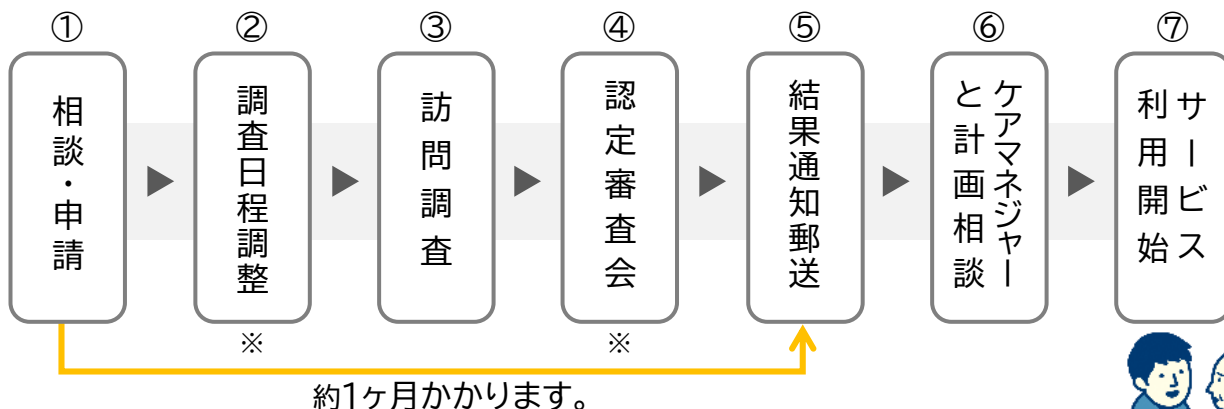 ①
②
③
④
⑤
⑥
⑦
相談・申請
調査日程調整
訪問調査
認定審査会
結果通知郵送
ケアマネジャー
と計画相談
サービス
利用開始
※
※
約1ヶ月かかります。